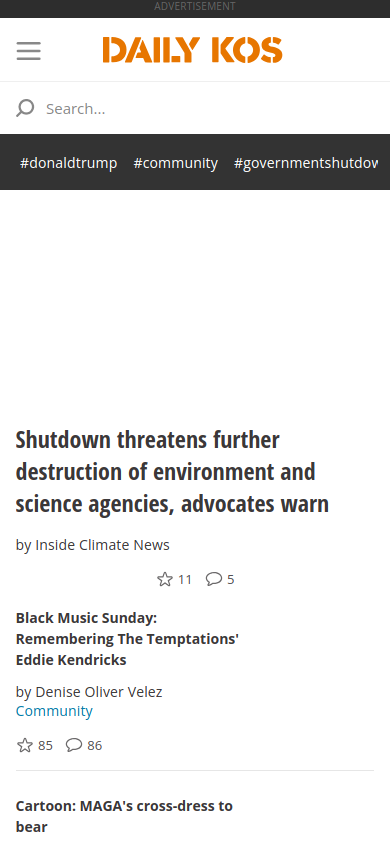 ADVERTISEMENT
DAILY KOS
Search...
#donaldtrump #community #governmentshutdow
Shutdown threatens further
destruction of environment and
science agencies, advocates warn
by Inside Climate News
11 5
Black Music Sunday:
Remembering The Temptations'
Eddie Kendricks
by Denise Oliver Velez
Community
85 86
Cartoon: MAGA's cross-dress to
bear